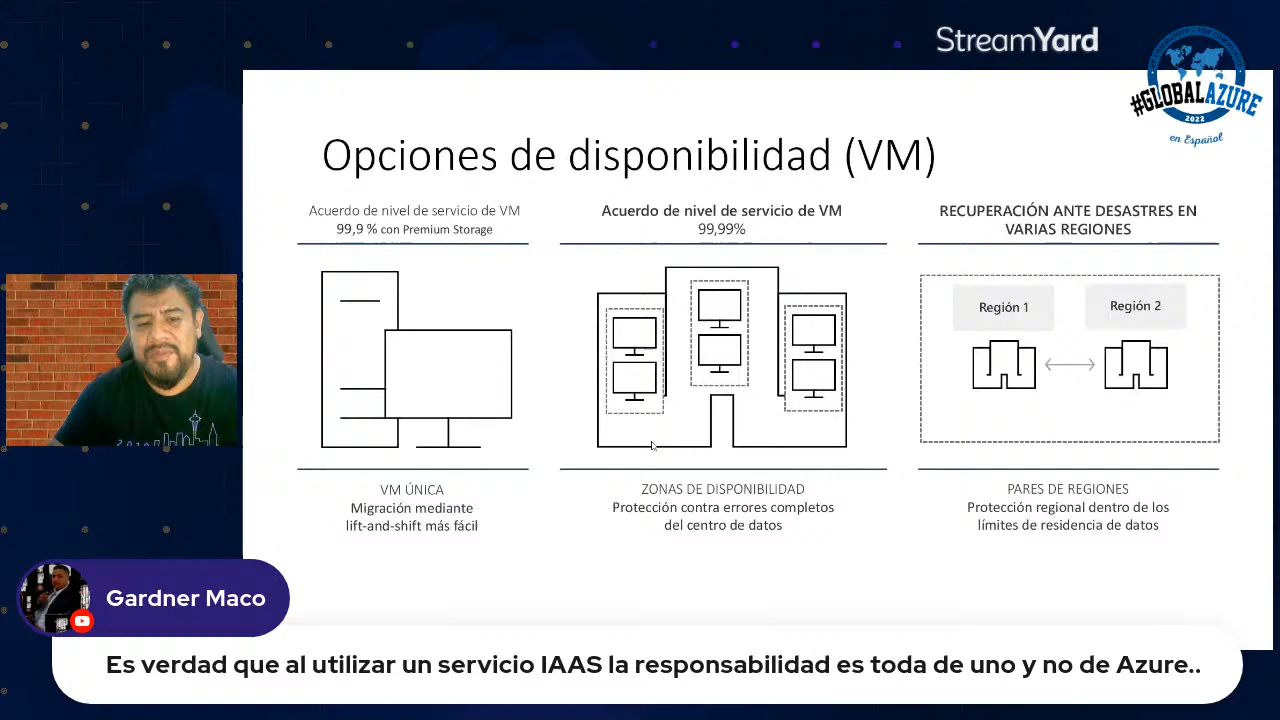 StreamYard
#GLOBALAZURE
2022
en Español
Opciones de disponibilidad (VM)
Acuerdo de nivel de servicio de VM
99,9 % con Premium Storage
VM ÚNICA
Migración mediante
lift-and-shift más fácil
Acuerdo de nivel de servicio de VM
99,99%
ZONAS DE DISPONIBILIDAD
Protección contra errores completos
del centro de datos
RECUPERACIÓN ANTE DESASTRES EN
VARIAS REGIONES
Región 1
Región 2
PARES DE REGIONES
Protección regional dentro de los
límites de residencia de datos
Gardner Maco
Es verdad que al utilizar un servicio IAAS la responsabilidad es toda de uno y no de Azure..